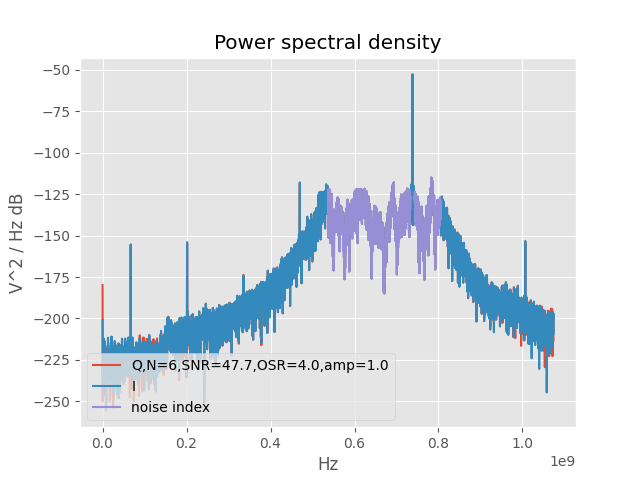 Power spectral density
V^2 / Hz dB
−50
−75
−100
−125
−150
−175
−200
−225
−250
Q,N=6,SNR=47.7,OSR=4.0,amp=1.0
I
noise index
0.0 0.2 0.4 0.6 0.8 1.0
1e9
Hz